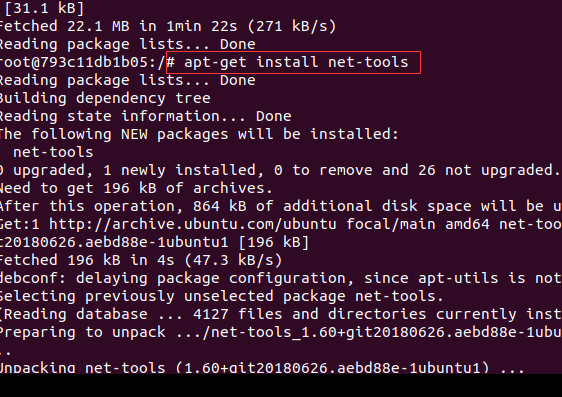 [31.1 kB]
Fetched 22.1 MB in 1min 22s (271 kB/s)
Reading package lists... Done
root@793c11db1b05:/# apt-get install net-tools
Reading package lists... Done
Building dependency tree
Reading state information... Done
The following NEW packages will be installed:
net-tools
0 upgraded, 1 newly installed, 0 to remove and 26 not upgraded.
Need to get 196 kB of archives.
After this operation, 864 kB of additional disk space will be u
Get:1 http://archive.ubuntu.com/ubuntu focal/main amd64 net-too
t20180626.aebd88e-1ubuntu1 [196 kB]
Fetched 196 kB in 4s (47.3 kB/s)
debconf: delaying package configuration, since apt-utils is not
Selecting previously unselected package net-tools.
(Reading database ... 4127 files and directories currently inst
Preparing to unpack .../net-tools_1.60+git20180626.aebd88e-1ubu
..
Unpacking net-tools (1.60+git20180626.aebd88e-1ubuntu1) ...